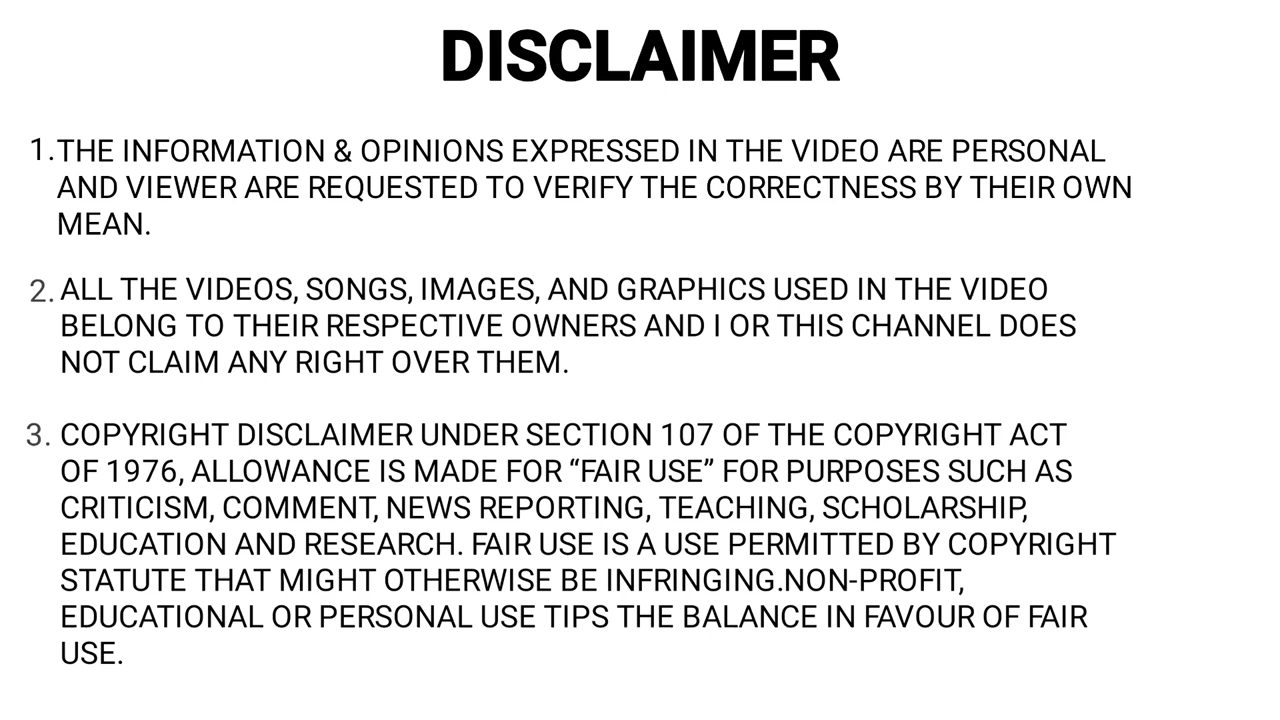 DISCLAIMER
1. THE INFORMATION & OPINIONS EXPRESSED IN THE VIDEO ARE PERSONAL
AND VIEWER ARE REQUESTED TO VERIFY THE CORRECTNESS BY THEIR OWN
MEAN.
2. ALL THE VIDEOS, SONGS, IMAGES, AND GRAPHICS USED IN THE VIDEO
BELONG TO THEIR RESPECTIVE OWNERS AND I OR THIS CHANNEL DOES
NOT CLAIM ANY RIGHT OVER THEM.
3. COPYRIGHT DISCLAIMER UNDER SECTION 107 OF THE COPYRIGHT ACT
OF 1976, ALLOWANCE IS MADE FOR “FAIR USE” FOR PURPOSES SUCH AS
CRITICISM, COMMENT, NEWS REPORTING, TEACHING, SCHOLARSHIP,
EDUCATION AND RESEARCH. FAIR USE IS A USE PERMITTED BY COPYRIGHT
STATUTE THAT MIGHT OTHERWISE BE INFRINGING.NON-PROFIT,
EDUCATIONAL OR PERSONAL USE TIPS THE BALANCE IN FAVOUR OF FAIR
USE.